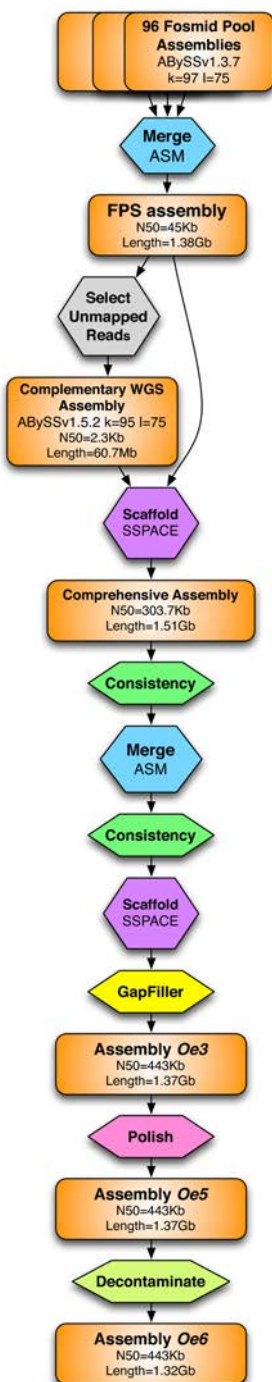 96 Fosmid Pool
Assemblies
ABySSv1.3.7
k=97 l=75
Merge
ASM
FPS assembly
N50=45Kb
Length=1.38Gb
Select
Unmapped
Reads
Complementary WGS
Assembly
ABySSv1.5.2 k=95 l=75
N50=2.3Kb
Length=60.7Mb
Scaffold
SSPACE
Comprehensive Assembly
N50=303.7Kb
Length=1.51Gb
Consistency
Merge
ASM
Consistency
Scaffold
SSPACE
GapFiller
Assembly Oe3
N50=443Kb
Length=1.37Gb
Polish
Assembly Oe5
N50=443Kb
Length=1.37Gb
Decontaminate
Assembly Oe6
N50=443Kb
Length=1.32Gb